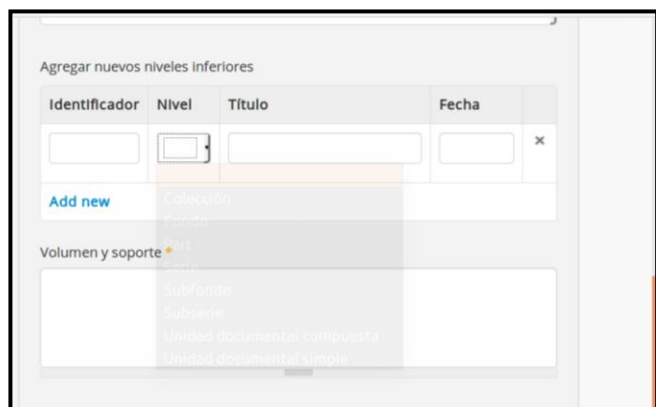 Agregar nuevos niveles inferiores
Identificador Nivel Título Fecha
×
Add new
Colección
Fondo
Part
Volumen y soporte *
Serie
Subfondo
Subserie
Unidad documental compuesta
Unidad documental simple